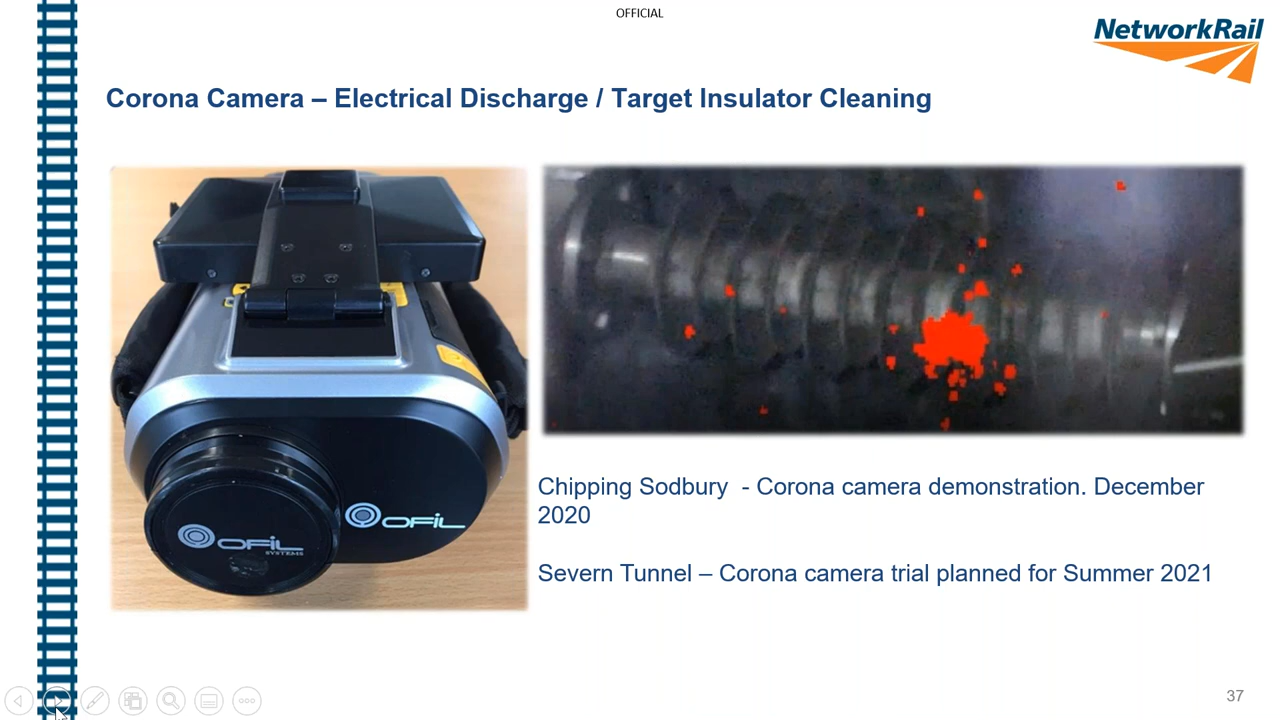 OFFICIAL
NetworkRail
Corona Camera – Electrical Discharge / Target Insulator Cleaning
OFiL
OFiL
SYSTEMS
Chipping Sodbury  - Corona camera demonstration. December
2020
Severn Tunnel – Corona camera trial planned for Summer 2021
37